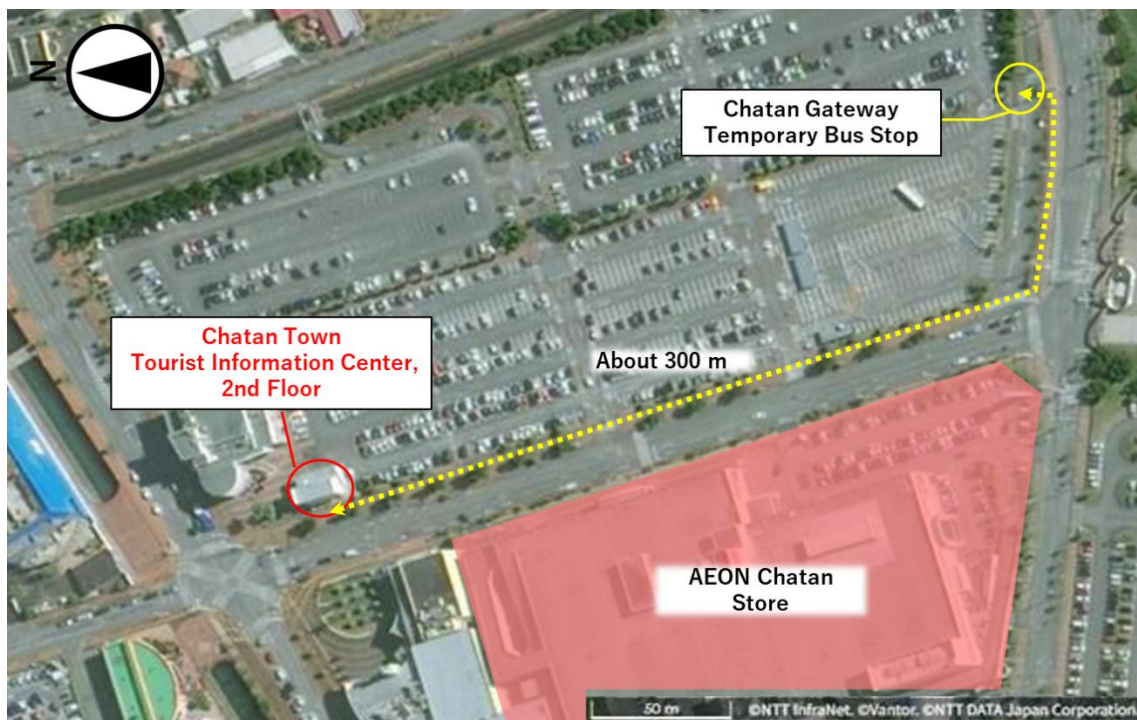 N
Chatan Gateway
Temporary Bus Stop
Chatan Town
Tourist Information Center,
2nd Floor
About 300 m
AEON Chatan
Store
50 m
©NTT InfraNet, ©Vantor, ©NTT DATA Japan Corporation